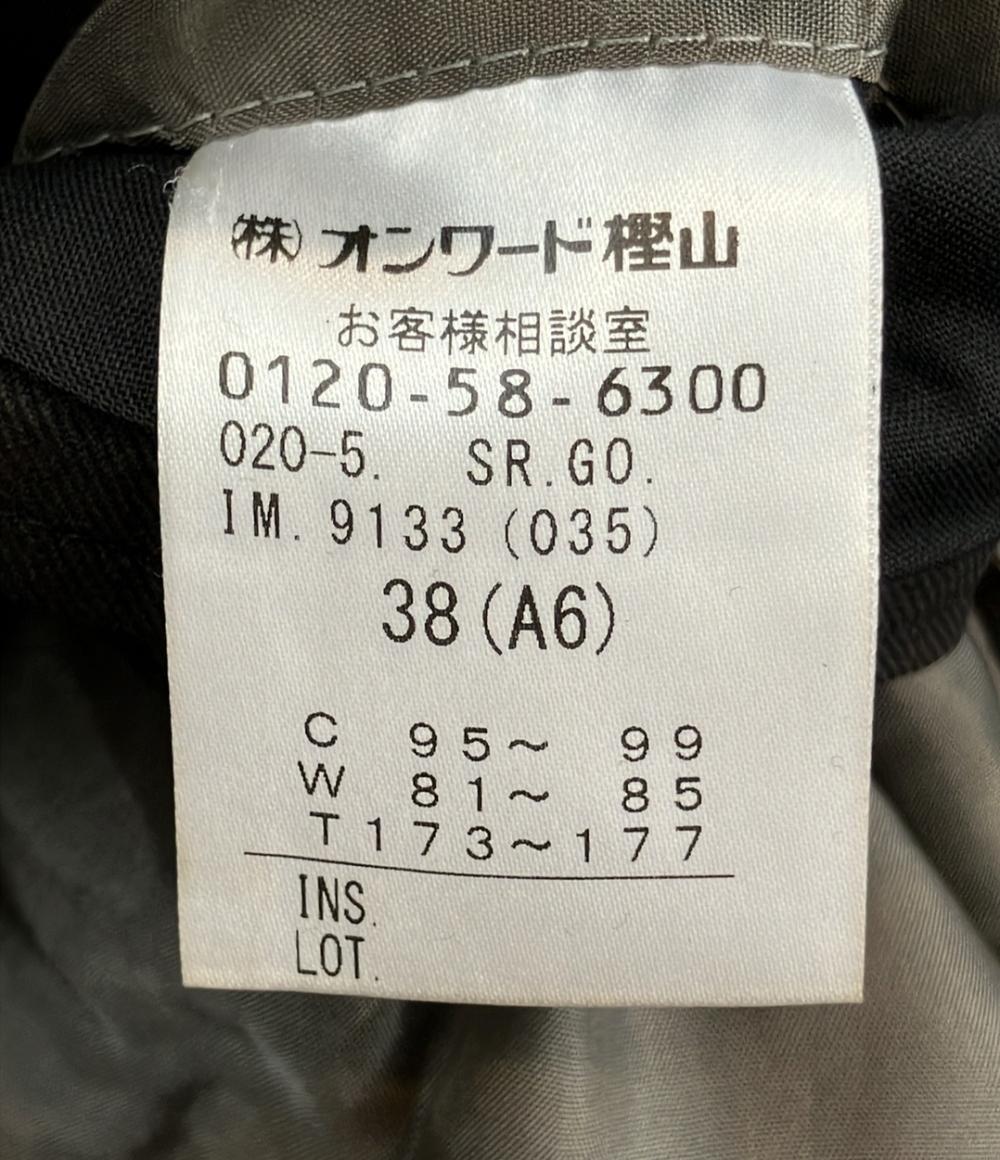 ㈱オンワード樫山
お客様相談室
0120-58-6300
020-5. SR.GO.
IM. 9133 (035)
38(A6)
C 95〜 99
W 81〜 85
T173〜177
INS.
LOT.